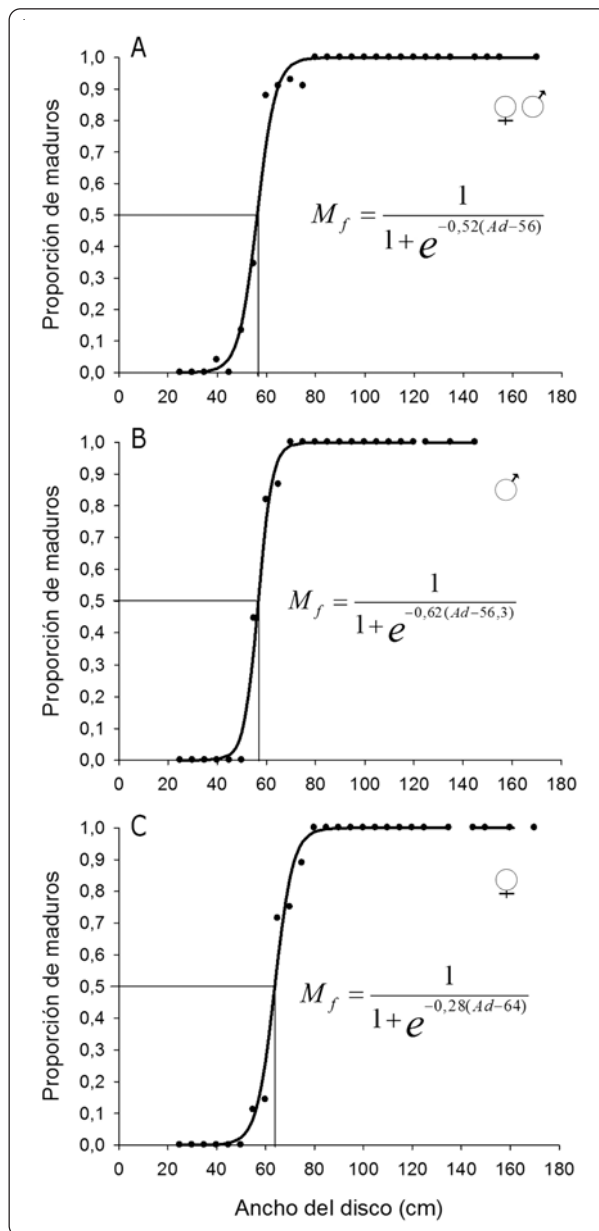 A
1,0
0,9
0,8
0,7
0,6
0,5
0,4
0,3
0,2
0,1
0,0
Proporción de maduros
M_f = 1 / (1 + e^{-0,52(Ad-56)})
0 20 40 60 80 100 120 140 160 180
B
1,0
0,9
0,8
0,7
0,6
0,5
0,4
0,3
0,2
0,1
0,0
Proporción de maduros
M_f = 1 / (1 + e^{-0,62(Ad-56,3)})
0 20 40 60 80 100 120 140 160 180
C
1,0
0,9
0,8
0,7
0,6
0,5
0,4
0,3
0,2
0,1
0,0
Proporción de maduros
M_f = 1 / (1 + e^{-0,28(Ad-64)})
0 20 40 60 80 100 120 140 160 180
Ancho del disco (cm)